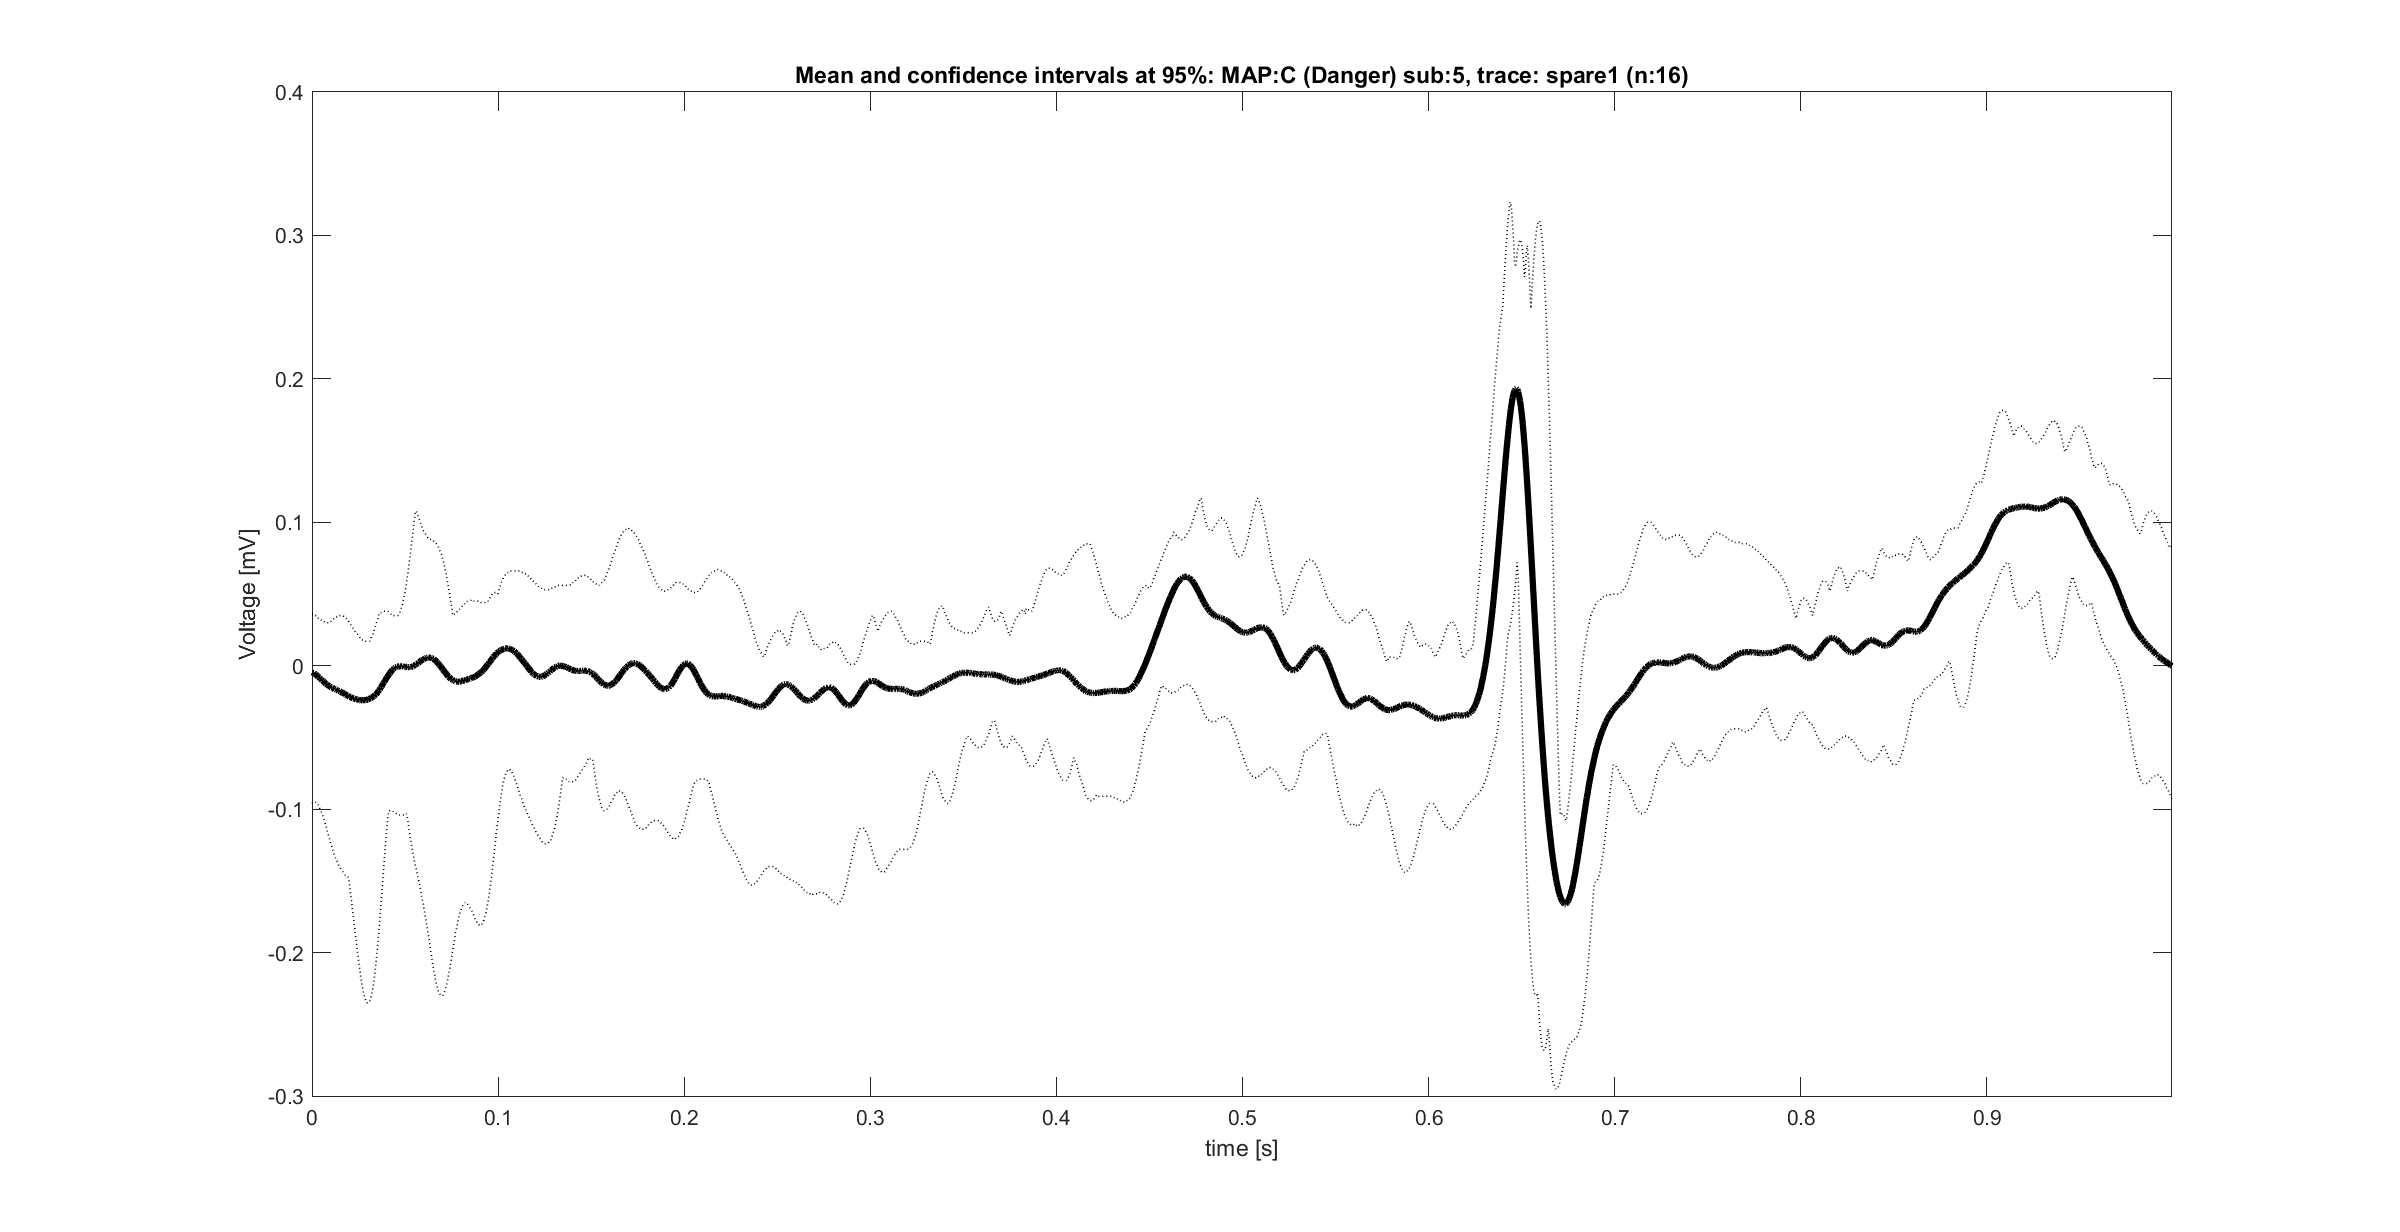 Mean and confidence intervals at 95%: MAP:C (Danger) sub:5, trace: spare1 (n:16)
0.4
0.3
0.2
0.1
0
-0.1
-0.2
-0.3
Voltage [mV]
0 0.1 0.2 0.3 0.4 0.5 0.6 0.7 0.8 0.9
time [s]